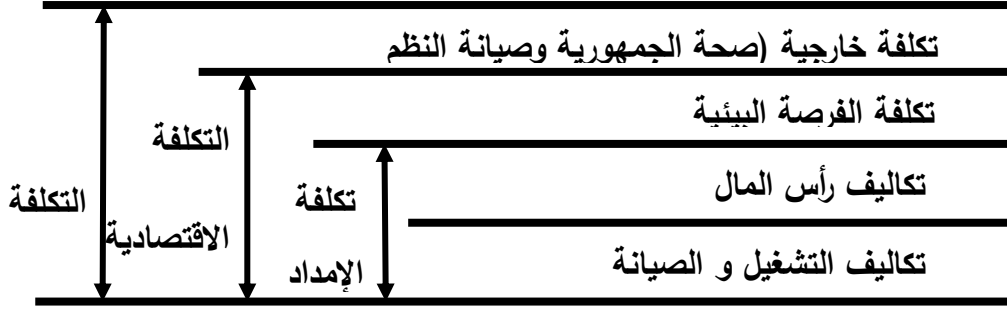 تكلفة خارجية (صحة الجمهورية وصيانة النظم
تكلفة الفرصة البيئية
تكاليف رأس المال
تكاليف التشغيل و الصيانة
تكلفة
الإمداد
التكلفة
الاقتصادية
التكلفة